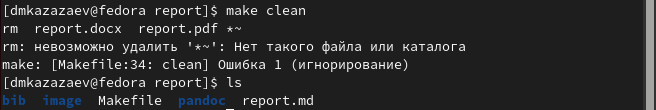 [dmkazazaev@fedora report]$ make clean
rm  report.docx  report.pdf *~
rm: невозможно удалить '*~': Нет такого файла или каталога
make: [Makefile:34: clean] Ошибка 1 (игнорирование)
[dmkazazaev@fedora report]$ ls
bib  image  Makefile  pandoc  report.md